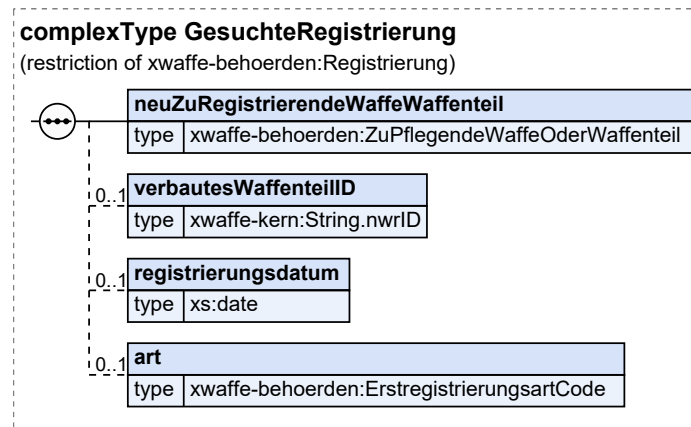 complexType GesuchteRegistrierung
(restriction of xwaffe-behoerden:Registrierung)
neuZuRegistrierendeWaffeWaffenteil
type xwaffe-behoerden:ZuPflegendeWaffeOderWaffenteil
0..1 verbautesWaffenteilID
type xwaffe-kern:String.nwrID
0..1 registrierungsdatum
type xs:date
0..1 art
type xwaffe-behoerden:ErstregistrierungsartCode